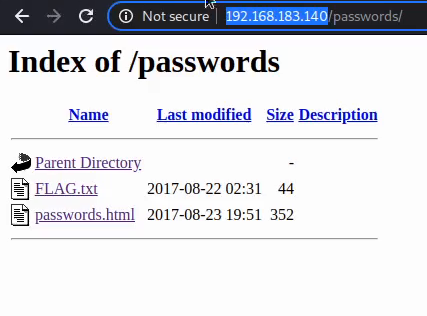 Not secure | 192.168.183.140/passwords/
Index of /passwords
Name Last modified Size Description
Parent Directory -
FLAG.txt 2017-08-22 02:31 44
passwords.html 2017-08-23 19:51 352